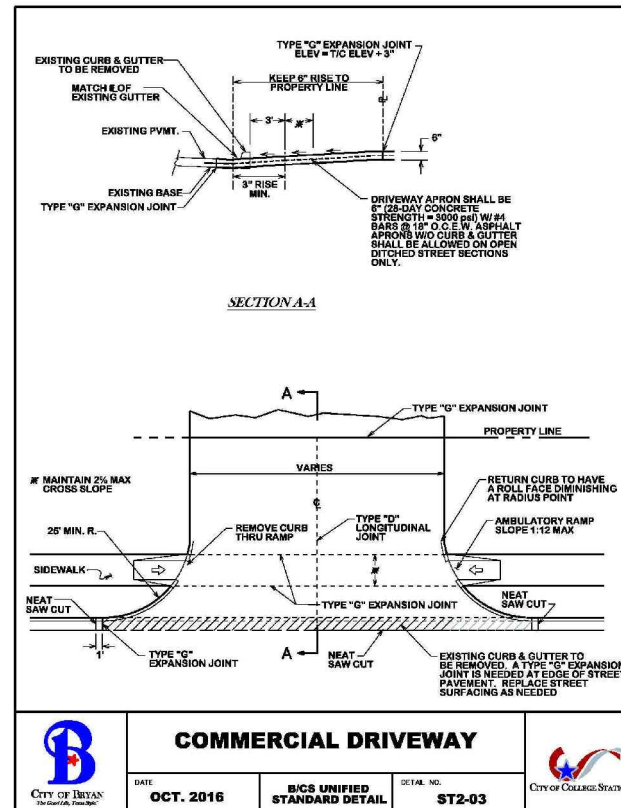 TYPE "G" EXPANSION JOINT
ELEV = T/C ELEV + 3"
EXISTING CURB & GUTTER
TO BE REMOVED
KEEP 6" RISE TO
PROPERTY LINE
MATCH ℄ OF
EXISTING GUTTER
3'
EXISTING PVMT.
6"
EXISTING BASE
TYPE "G" EXPANSION JOINT
3" RISE
MIN.
DRIVEWAY APRON SHALL BE
6" (28-DAY CONCRETE
STRENGTH = 3000 psi) W/ #4
BARS @ 18" O.C.E.W. ASPHALT
APRONS W/O CURB & GUTTER
SHALL BE ALLOWED ON OPEN
DITCHED STREET SECTIONS
ONLY.
SECTION A-A
A
TYPE "G" EXPANSION JOINT
PROPERTY LINE
VARIES
MAINTAIN 2% MAX
CROSS SLOPE
RETURN CURB TO HAVE
A ROLL FACE DIMINISHING
AT RADIUS POINT
25' MIN. R.
REMOVE CURB
THRU RAMP
TYPE "D"
LONGITUDINAL
JOINT
AMBULATORY RAMP
SLOPE 1:12 MAX
SIDEWALK
TYPE "G" EXPANSION JOINT
NEAT
SAW CUT
NEAT
SAW CUT
1'
TYPE "G"
EXPANSION JOINT
A
NEAT
SAW CUT
EXISTING CURB & GUTTER TO
BE REMOVED. A TYPE "G" EXPANSION
JOINT IS NEEDED AT EDGE OF STREET
PAVEMENT. REPLACE STREET
SURFACING AS NEEDED
B
CITY OF BRYAN
The Good Life, Texas Style.
COMMERCIAL DRIVEWAY
DATE
OCT. 2016
B/CS UNIFIED
STANDARD DETAIL
DETAIL NO.
ST2-03
CITY OF COLLEGE STATI